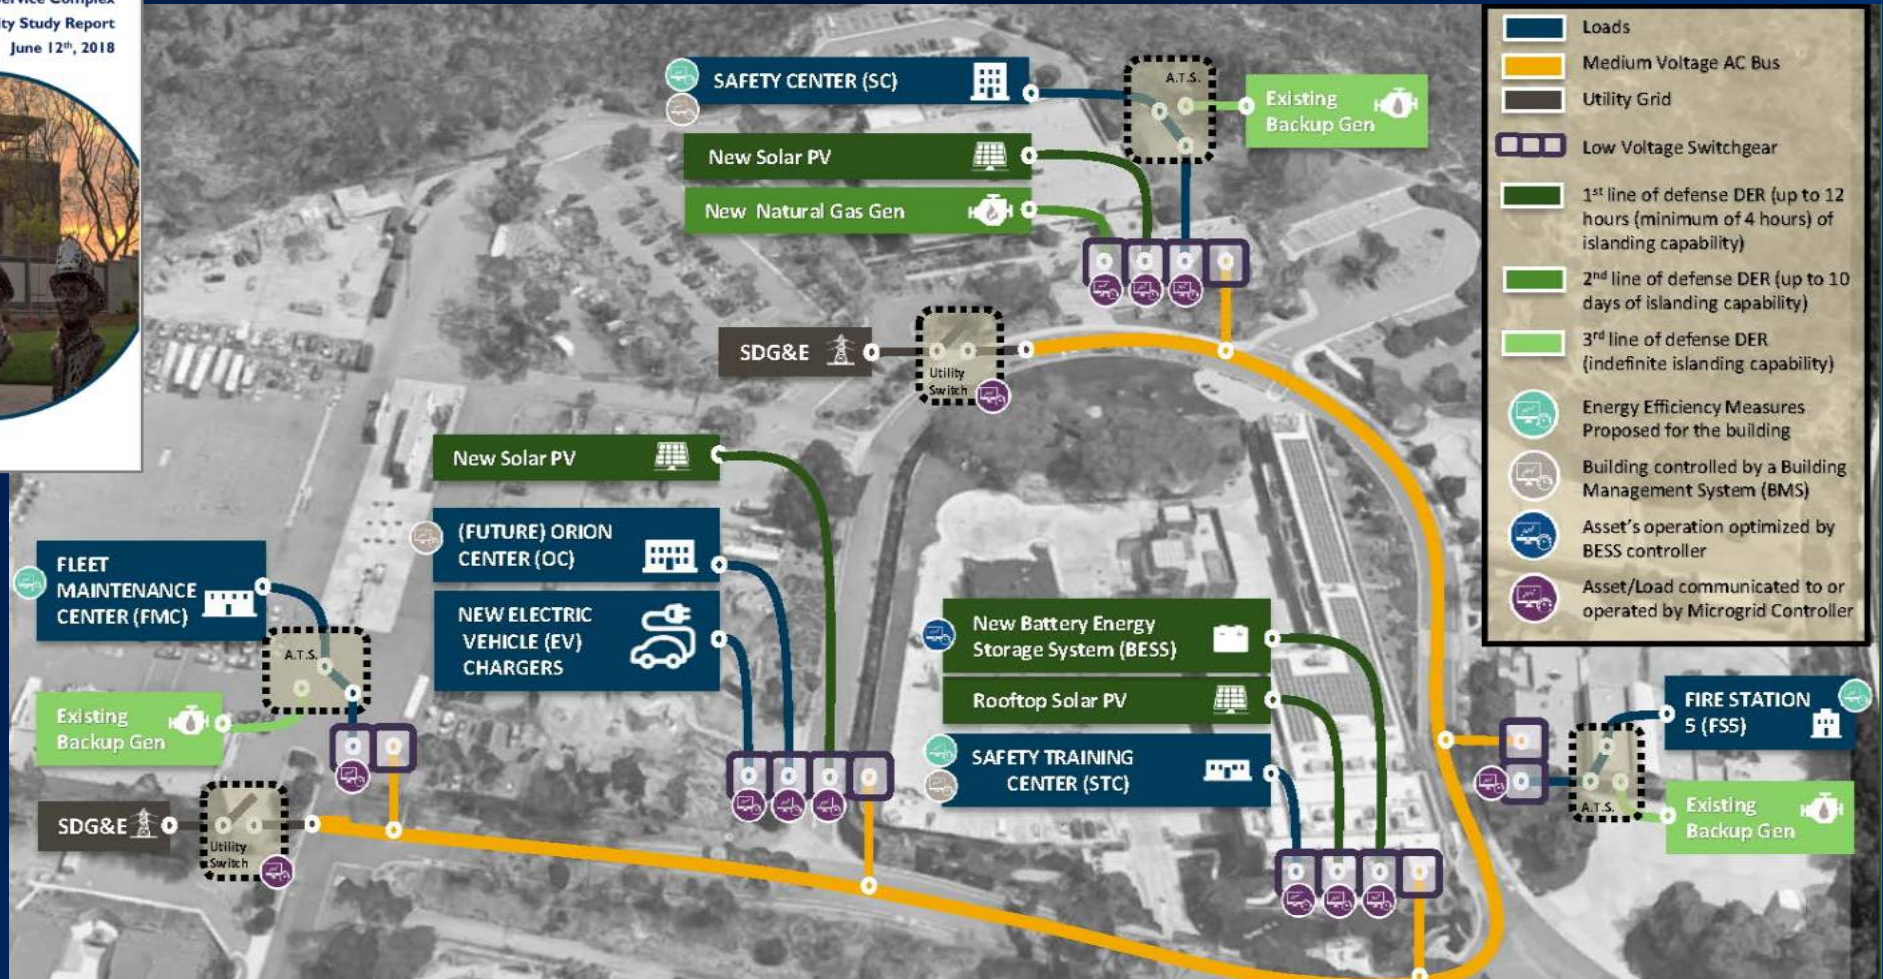 Service Complex
ity Study Report
June 12th, 2018
SAFETY CENTER (SC)
A.T.S.
Existing
Backup Gen
New Solar PV
New Natural Gas Gen
SDG&E
Utility
Switch
New Solar PV
(FUTURE) ORION
CENTER (OC)
NEW ELECTRIC
VEHICLE (EV)
CHARGERS
FLEET
MAINTENANCE
CENTER (FMC)
A.T.S.
Existing
Backup Gen
SDG&E
Utility
Switch
New Battery Energy
Storage System (BESS)
Rooftop Solar PV
SAFETY TRAINING
CENTER (STC)
FIRE STATION
5 (FS5)
A.T.S.
Existing
Backup Gen
Loads
Medium Voltage AC Bus
Utility Grid
Low Voltage Switchgear
1st line of defense DER (up to 12
hours (minimum of 4 hours) of
islanding capability)
2nd line of defense DER (up to 10
days of islanding capability)
3rd line of defense DER
(indefinite islanding capability)
Energy Efficiency Measures
Proposed for the building
Building controlled by a Building
Management System (BMS)
Asset's operation optimized by
BESS controller
Asset/Load communicated to or
operated by Microgrid Controller